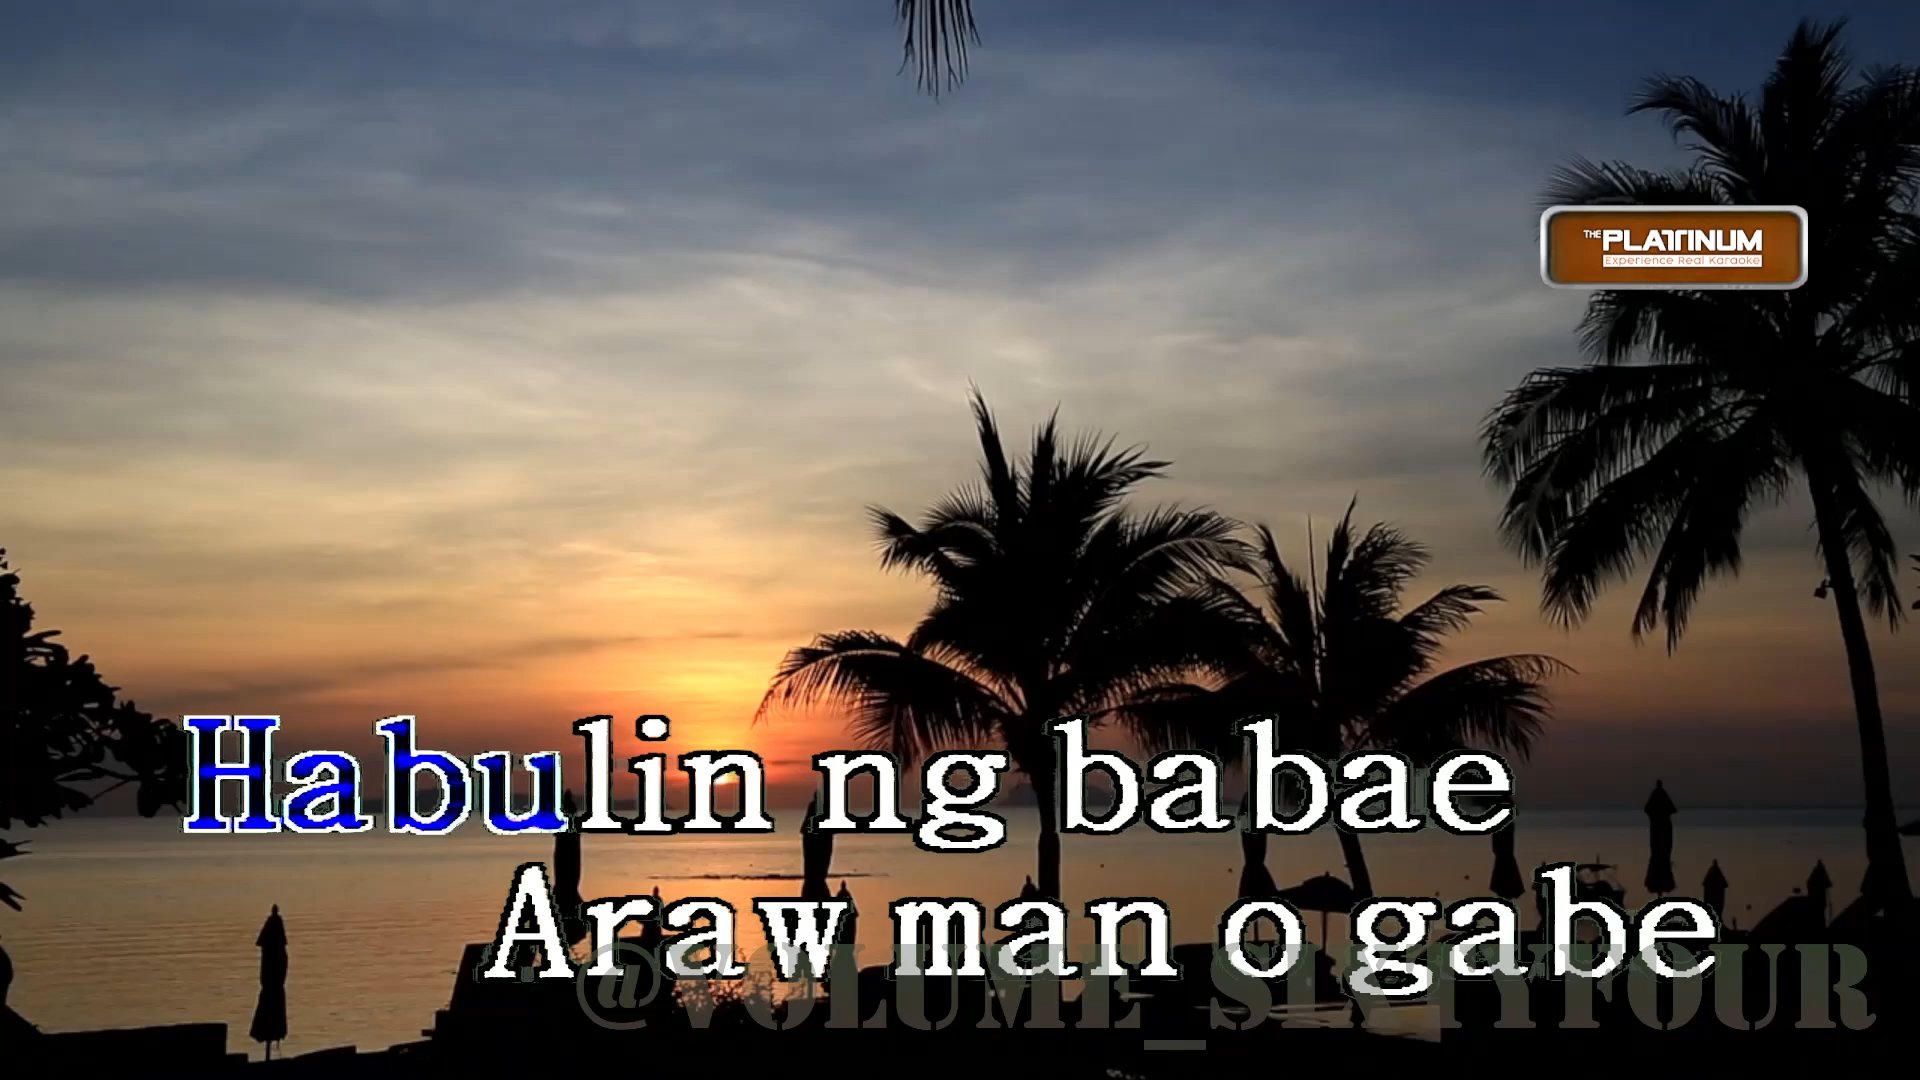 THE PLATINUM
Experience Real Karaoke
Habulin ng babae
Araw man o gabe
@VOLUME_SIXTYFOUR